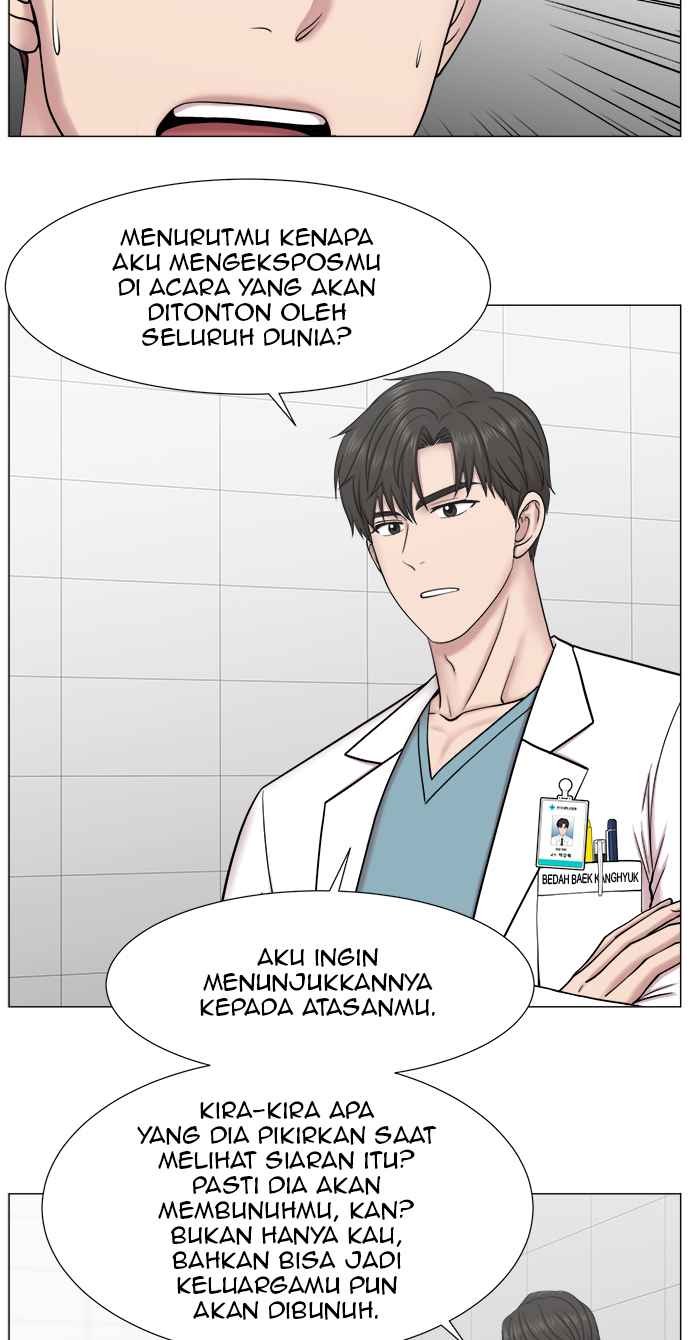 MENURUTMU KENAPA
AKU MENGEKSPOSMU
DI ACARA YANG AKAN
DITONTON OLEH
SELURUH DUNIA?
BEDAH BAEK KANGHYUK
AKU INGIN
MENUNJUKKANNYA
KEPADA ATASANMU.
KIRA-KIRA APA
YANG DIA PIKIRKAN SAAT
MELIHAT SIARAN ITU?
PASTI DIA AKAN
MEMBUNUHMU, KAN?
BUKAN HANYA KAU,
BAHKAN BISA JADI
KELUARGAMU PUN
AKAN DIBUNUH.